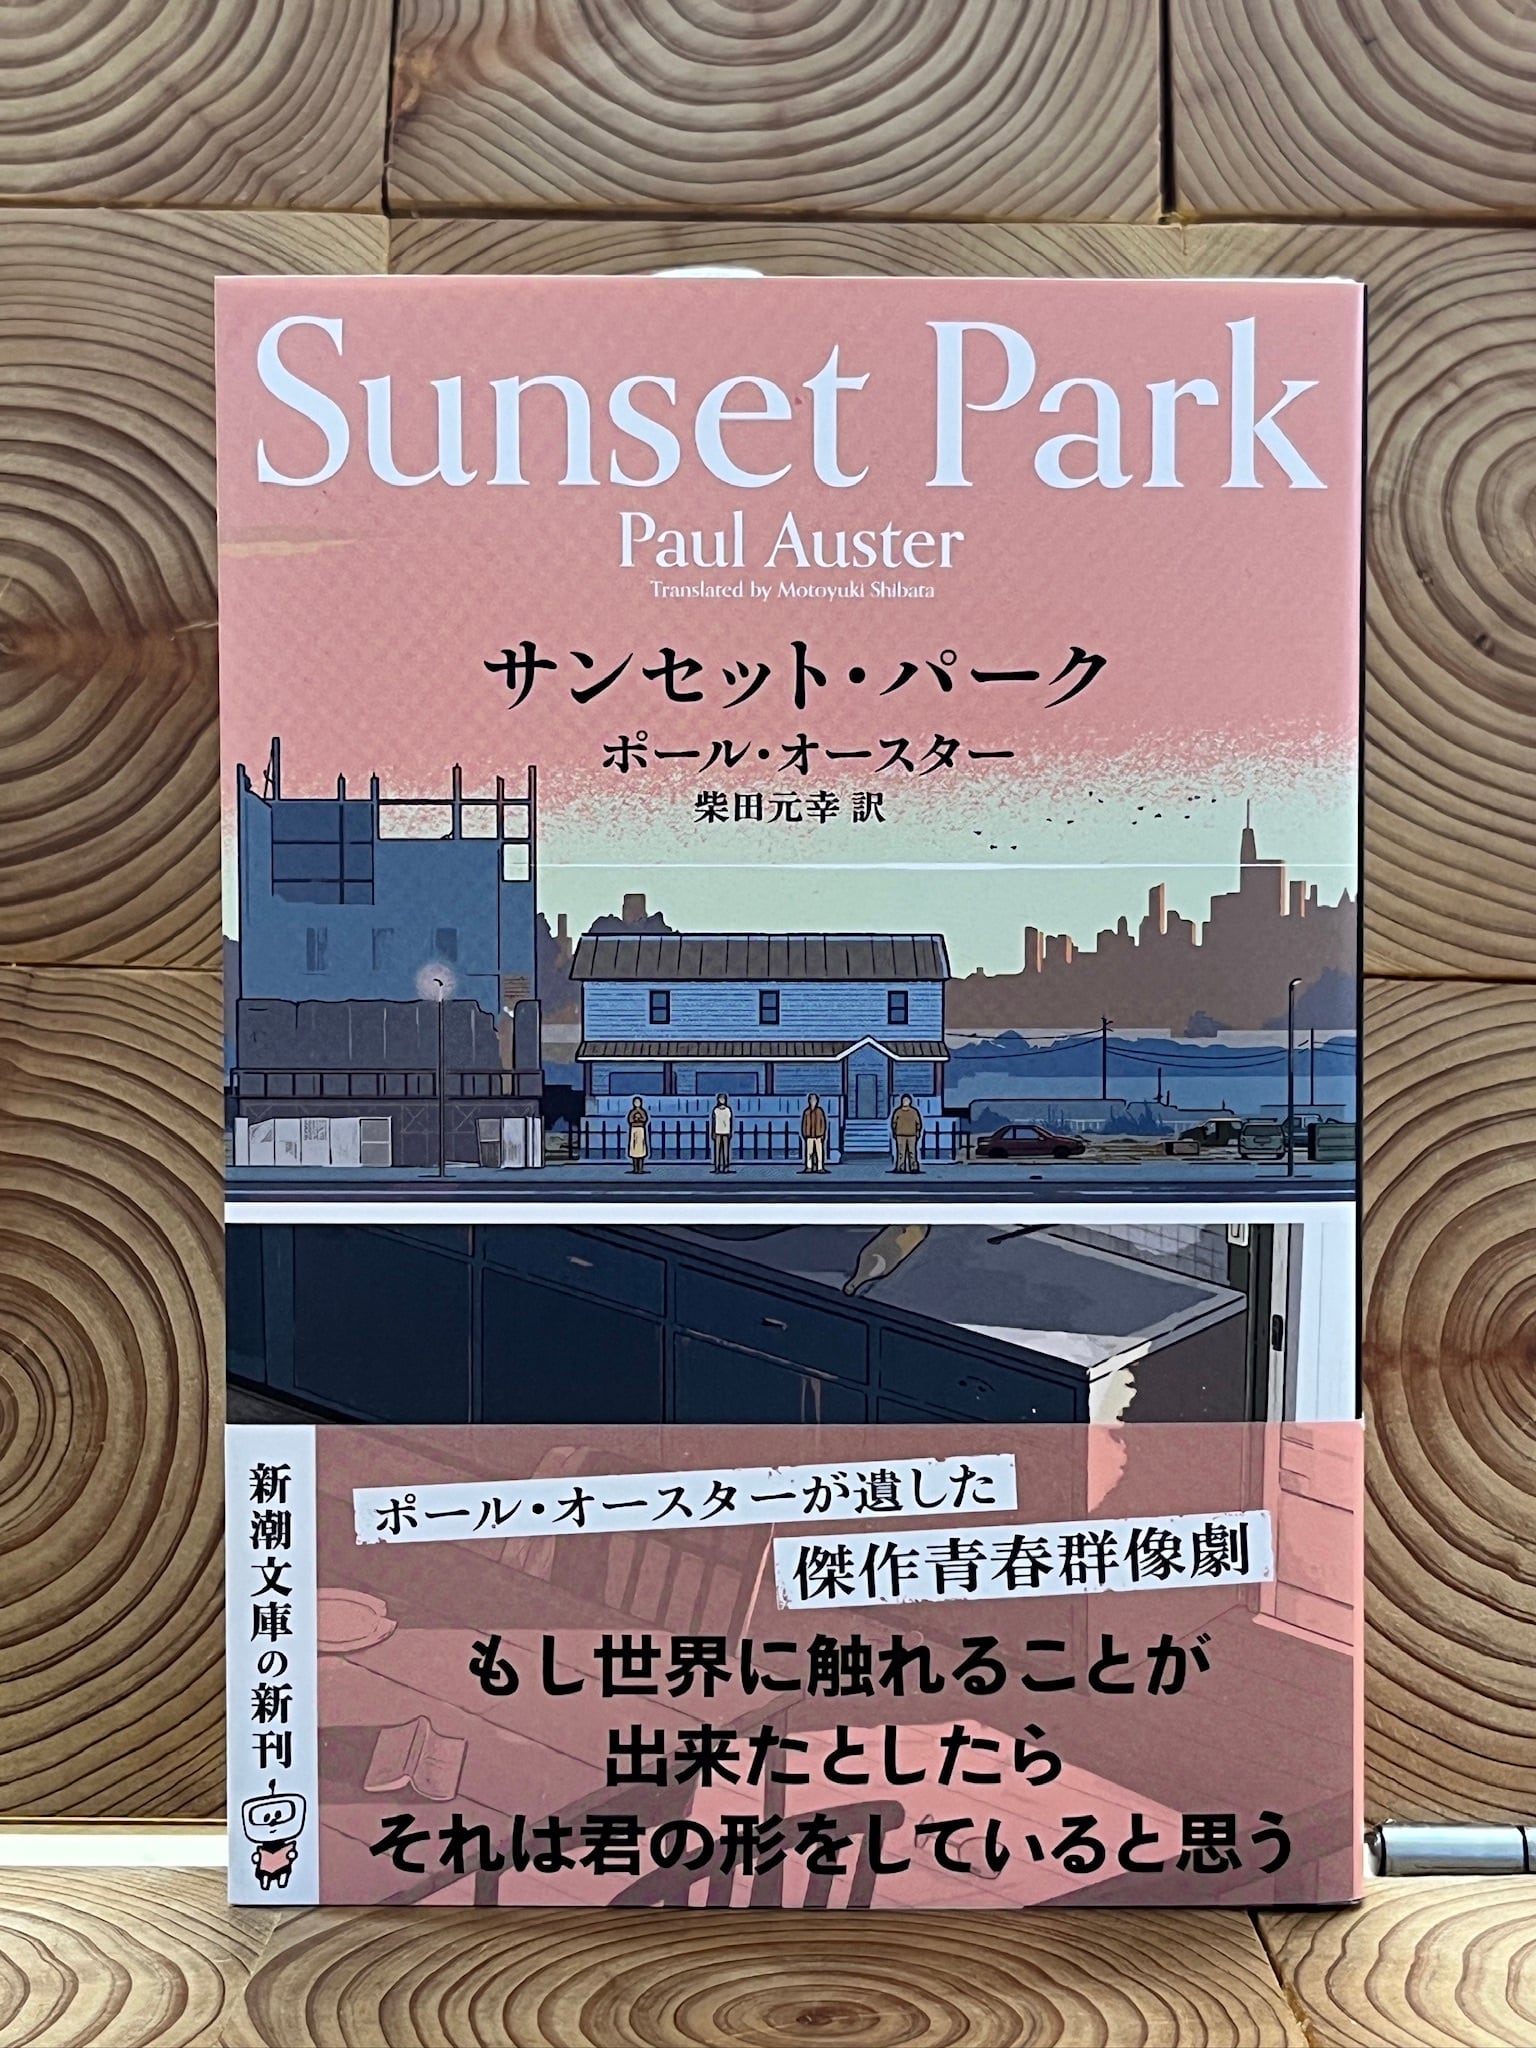 Sunset Park
Paul Auster
Translated by Motoyuki Shibata
サンセット・パーク
ポール・オースター
柴田元幸 訳
ポール・オースターが遺した
傑作青春群像劇
もし世界に触れることが
出来たとしたら
それは君の形をしていると思う
新潮文庫の新刊